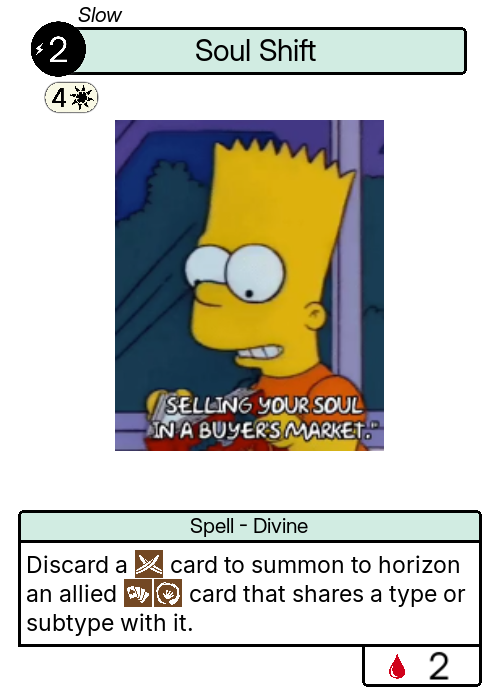 Slow
2
Soul Shift
4
"SELLING YOUR SOUL
IN A BUYER'S MARKET."
Spell - Divine
Discard a card to summon to horizon
an allied card that shares a type or
subtype with it.
2